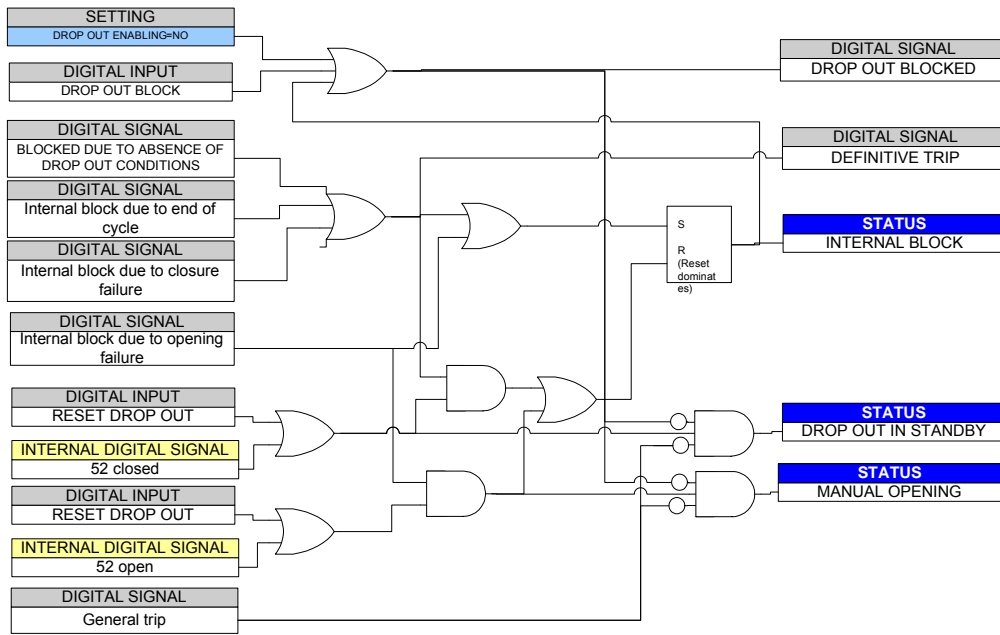 SETTING
DROP OUT ENABLING=NO
DIGITAL INPUT
DROP OUT BLOCK
DIGITAL SIGNAL
BLOCKED DUE TO ABSENCE OF
DROP OUT CONDITIONS
DIGITAL SIGNAL
Internal block due to end of
cycle
DIGITAL SIGNAL
Internal block due to closure
failure
DIGITAL SIGNAL
Internal block due to opening
failure
DIGITAL INPUT
RESET DROP OUT
INTERNAL DIGITAL SIGNAL
52 closed
DIGITAL INPUT
RESET DROP OUT
INTERNAL DIGITAL SIGNAL
52 open
DIGITAL SIGNAL
General trip
S
R
(Reset
dominat
es)
DIGITAL SIGNAL
DROP OUT BLOCKED
DIGITAL SIGNAL
DEFINITIVE TRIP
STATUS
INTERNAL BLOCK
STATUS
DROP OUT IN STANDBY
STATUS
MANUAL OPENING